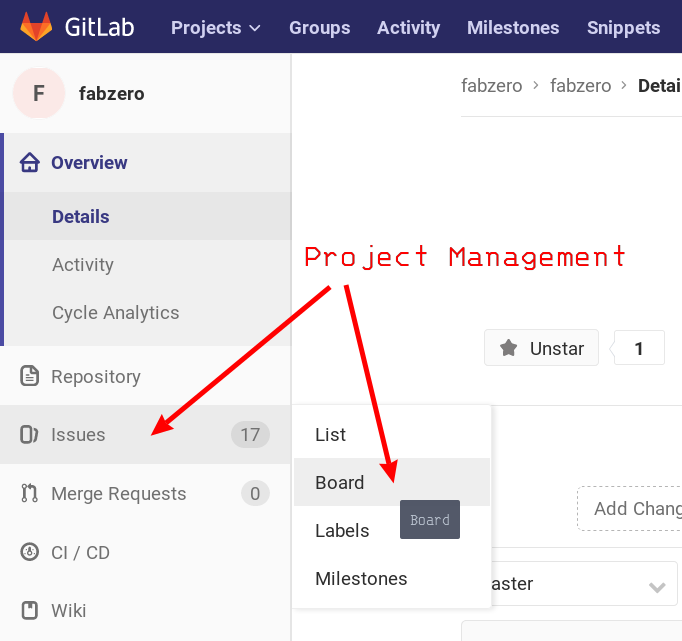 GitLab Projects Groups Activity Milestones Snippets
F fabzero
fabzero > fabzero > Detai
Overview
Details
Activity
Cycle Analytics
Project Management
Unstar 1
Repository
Issues 17
Merge Requests 0
CI / CD
Wiki
List
Board
Board
Labels
Milestones
Add Chang
aster